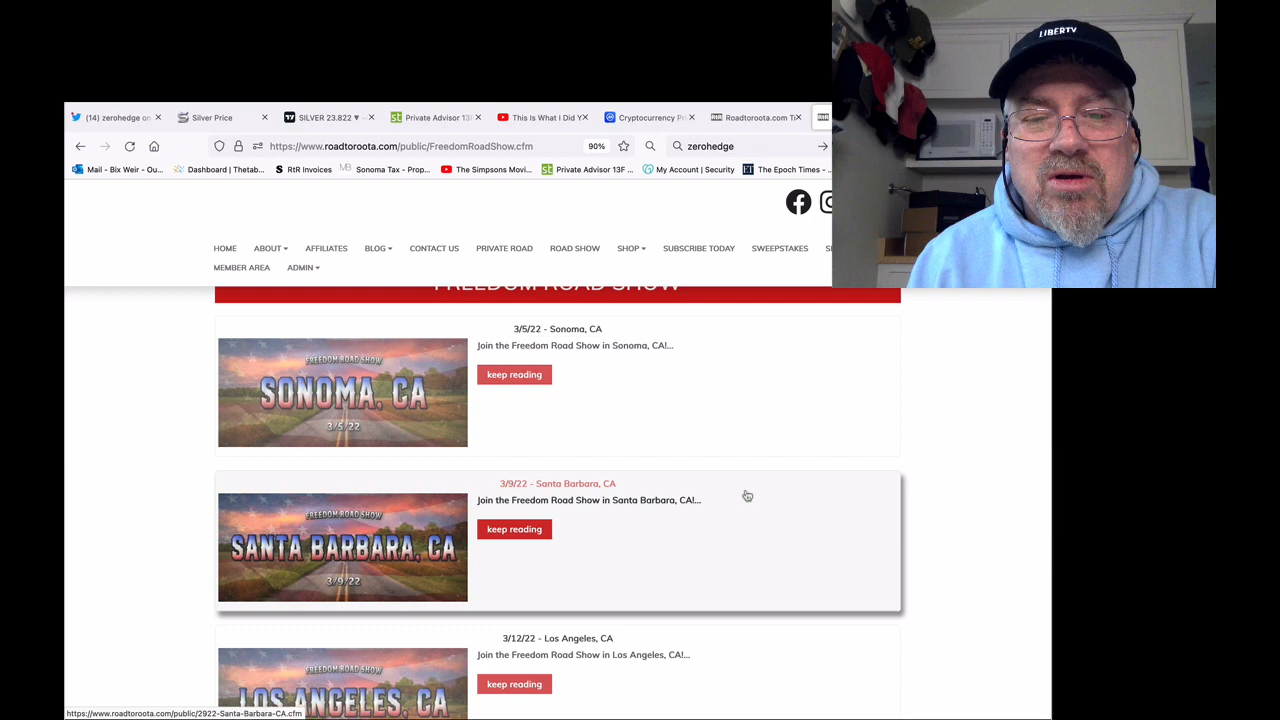 LIBERTY
(14) zerohedge on
Silver Price
SILVER 23.822 ▼
Private Advisor 13F
This Is What I Did Y
Cryptocurrency Pri
Roadtoroota.com Ti
https://www.roadtoroota.com/public/FreedomRoadShow.cfm
90%
zerohedge
Mail - Bix Weir - Ou...
Dashboard | Thetab...
RtR Invoices
Sonoma Tax - Prop...
The Simpsons Movi...
Private Advisor 13F ...
My Account | Security
The Epoch Times - ...
HOME ABOUT AFFILIATES BLOG CONTACT US PRIVATE ROAD ROAD SHOW SHOP SUBSCRIBE TODAY SWEEPSTAKES
MEMBER AREA ADMIN
FREEDOM ROAD SHOW
3/5/22 - Sonoma, CA
Join the Freedom Road Show in Sonoma, CA!...
keep reading
FREEDOM ROAD SHOW
SONOMA, CA
3/5/22
3/9/22 - Santa Barbara, CA
Join the Freedom Road Show in Santa Barbara, CA!...
keep reading
FREEDOM ROAD SHOW
SANTA BARBARA, CA
3/9/22
3/12/22 - Los Angeles, CA
Join the Freedom Road Show in Los Angeles, CA!...
keep reading
FREEDOM ROAD SHOW
LOS ANGELES, CA
https://www.roadtoroota.com/public/2922-Santa-Barbara-CA.cfm